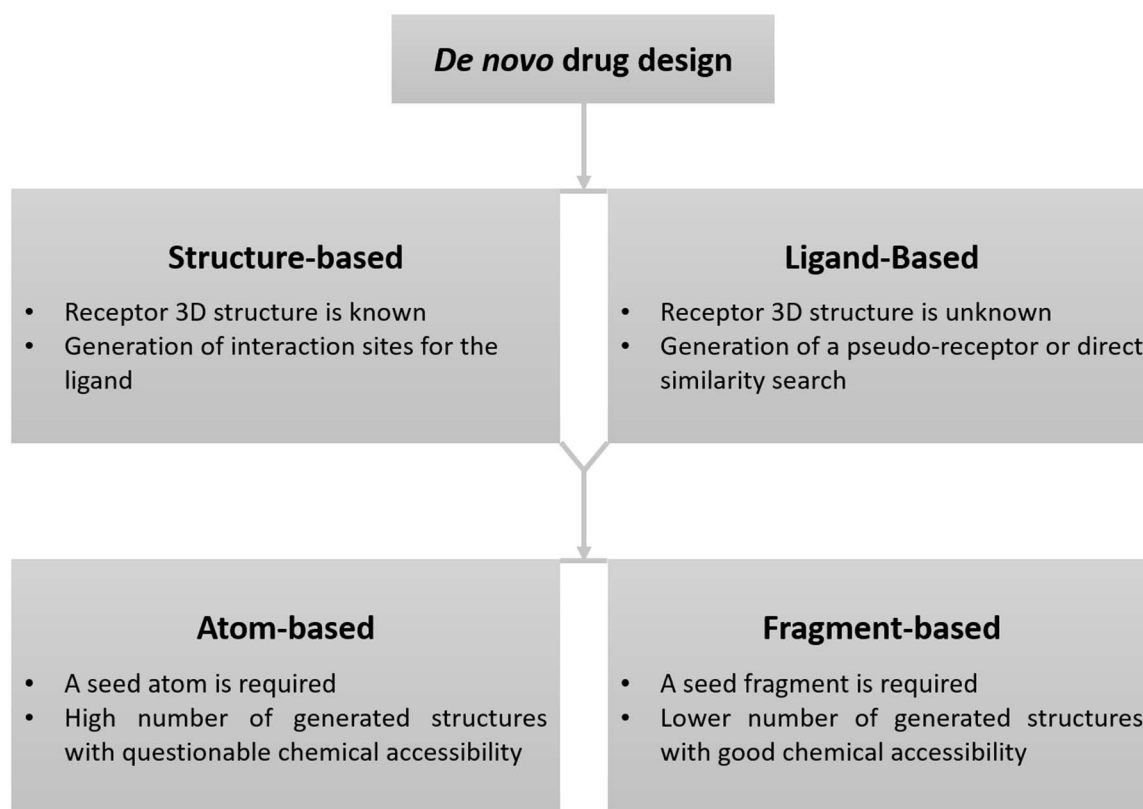 De novo drug design
Structure-based
• Receptor 3D structure is known
• Generation of interaction sites for the
ligand
Ligand-Based
• Receptor 3D structure is unknown
• Generation of a pseudo-receptor or direct
similarity search
Atom-based
• A seed atom is required
• High number of generated structures
with questionable chemical accessibility
Fragment-based
• A seed fragment is required
• Lower number of generated structures
with good chemical accessibility